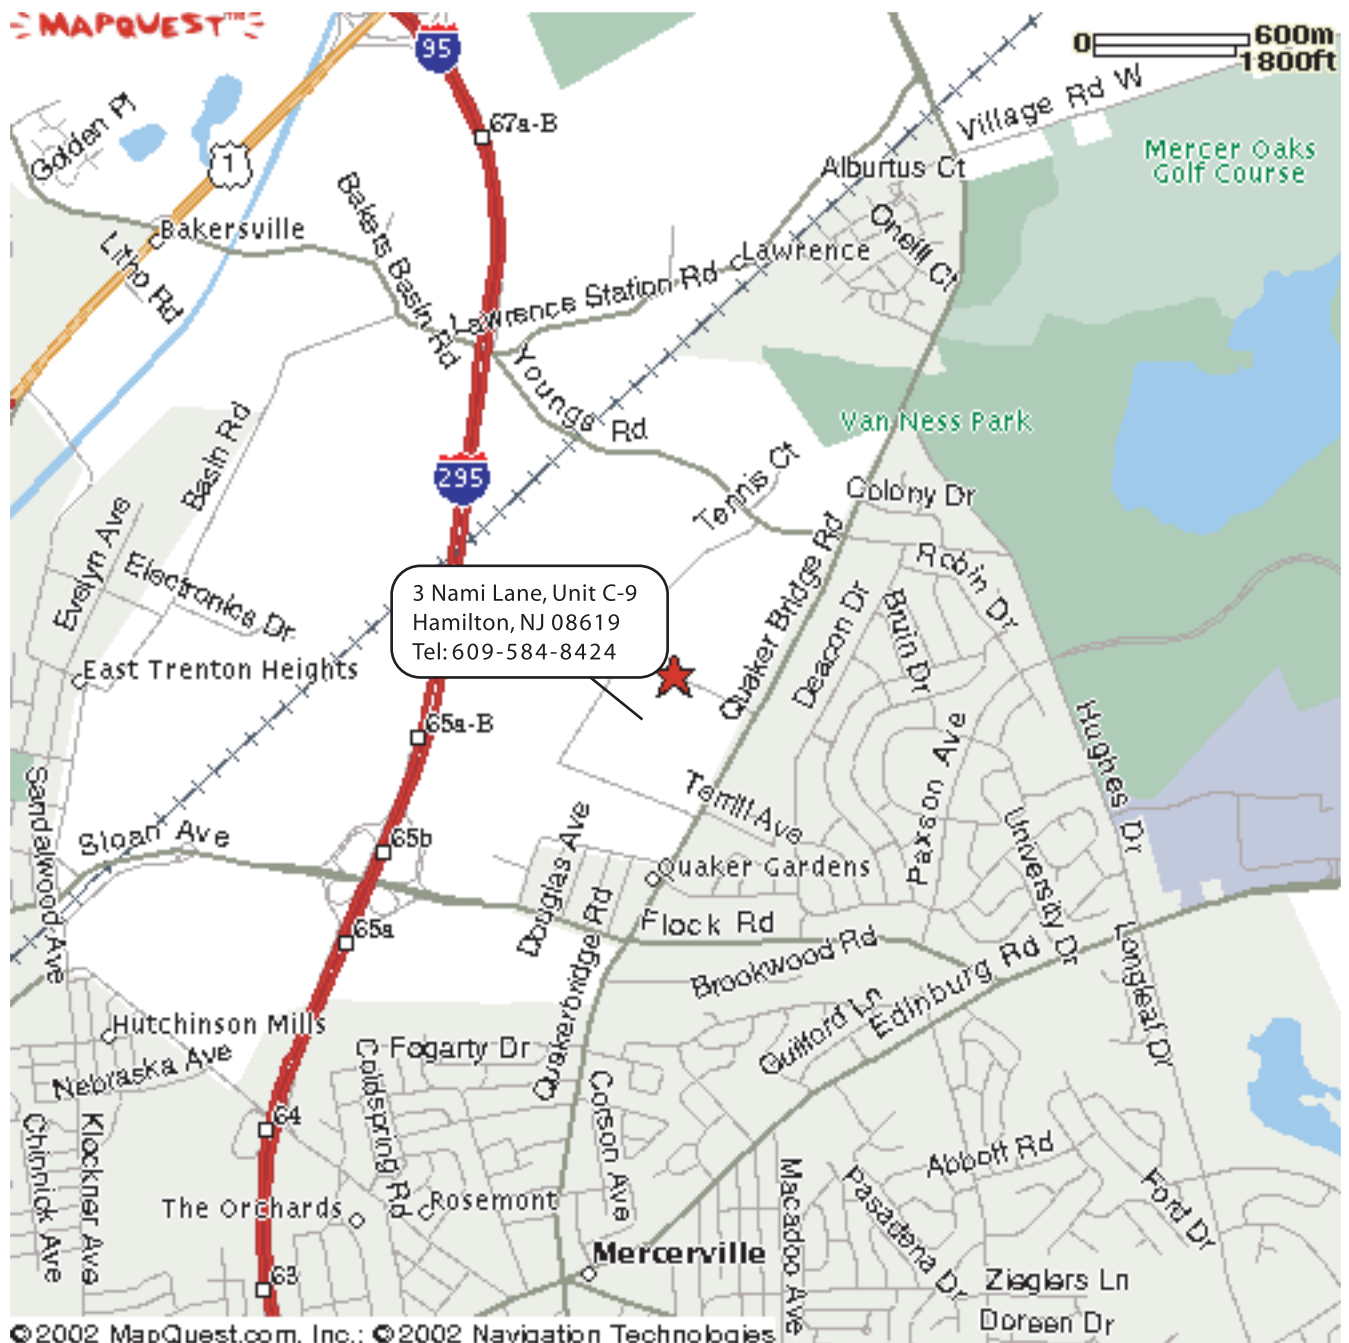 MAPQUEST™
95
0 600m
1800ft
67a-B
Village Rd W
Golden Pl
1
Alburtus Ct
Mercer Oaks
Golf Course
Bakersville
Bakers Basin Rd
Oneill Ct
Litho Rd
Lawrence
Lawrence Station Rd
Youngs Rd
Van Ness Park
Basin Rd
295
Tennis Ct
Colony Dr
Evelyn Ave
Electronics Dr
Quaker Bridge Rd
Robin Dr
Deacon Dr
Bruin Dr
3 Nami Lane, Unit C-9
Hamilton, NJ 08619
Tel: 609-584-8424
East Trenton Heights
65a-B
Hughes Dr
Paxson Ave
Sandalwood Ave
Sloan Ave
65b
Terrill Ave
University Dr
Douglas Ave
Quaker Gardens
65a
Flock Rd
Brookwood Rd
Edinburg Rd
Longleaf Dr
Quakerbridge Rd
Guilford Ln
Hutchinson Mills
Nebraska Ave
Fogarty Dr
Coldspring Rd
Corson Ave
64
Chinnick Ave
Klockner Ave
Abbott Rd
Ford Dr
Pasadena Dr
Macadoo Ave
The Orchards
Rosemont
Mercerville
63
Zieglers Ln
Doreen Dr
©2002 MapQuest.com, Inc.; ©2002 Navigation Technologies